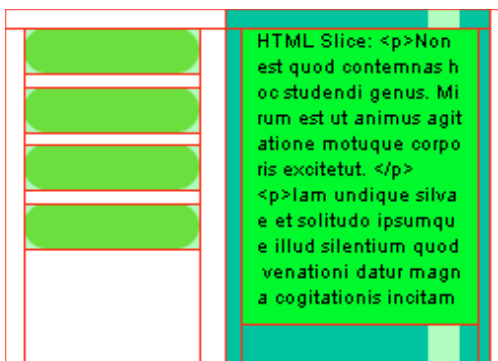 HTML Slice: <p>Non
est quod contemnas h
oc studendi genus. Mi
rum est ut animus agit
atione motuque corpo
ris excitetut. </p>
<p>Iam undique silva
e et solitudo ipsumqu
e illud silentium quod
venationi datur magn
a cogitationis incitam